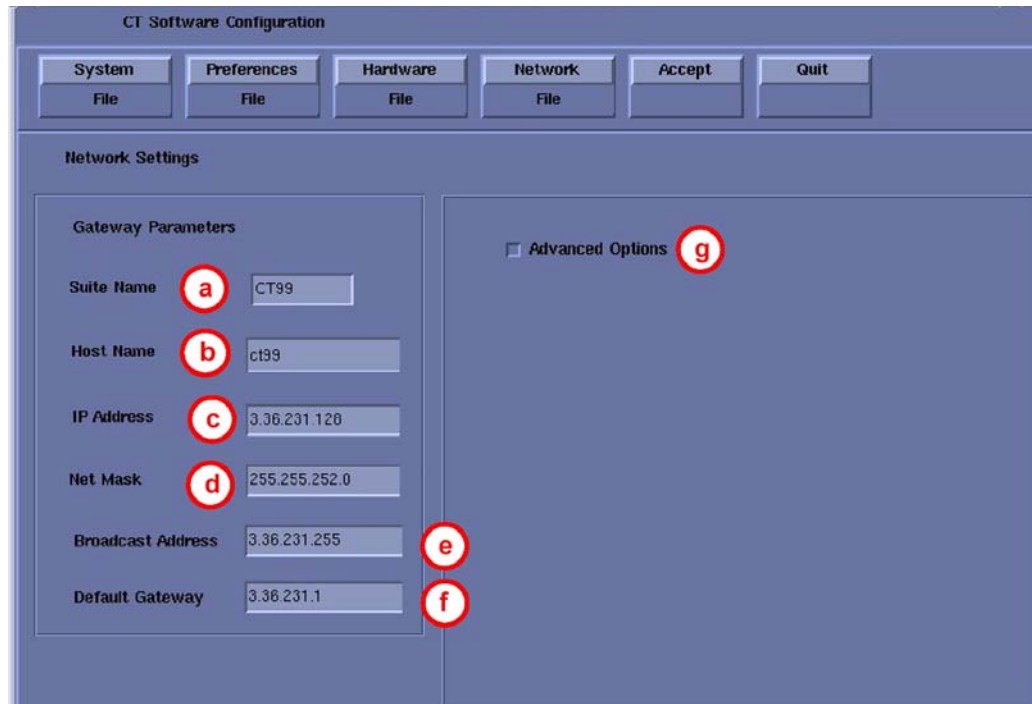 CT Software Configuration
System Preferences Hardware Network Accept Quit
File File File File
Network Settings
Gateway Parameters
Advanced Options g
Suite Name a CT99
Host Name b ct99
IP Address c 3.36.231.128
Net Mask d 255.255.252.0
Broadcast Address 3.36.231.255 e
Default Gateway 3.36.231.1 f